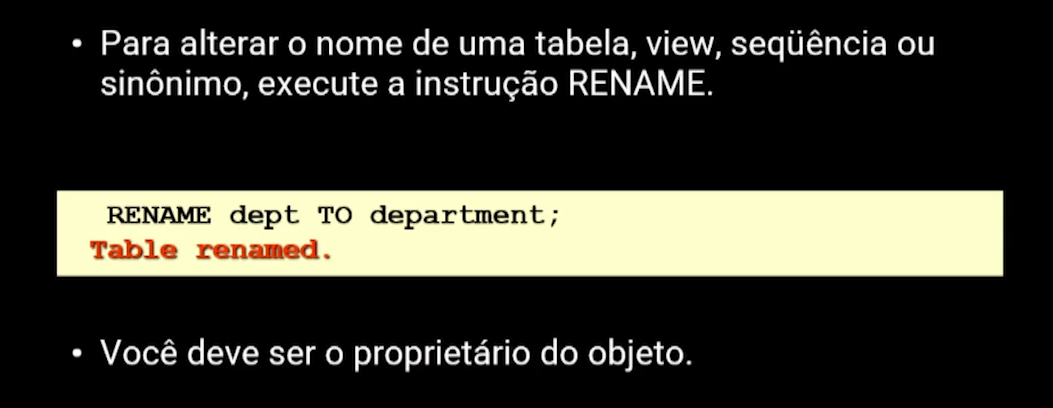 • Para alterar o nome de uma tabela, view, seqüência ou
sinônimo, execute a instrução RENAME.
RENAME dept TO department;
Table renamed.
• Você deve ser o proprietário do objeto.